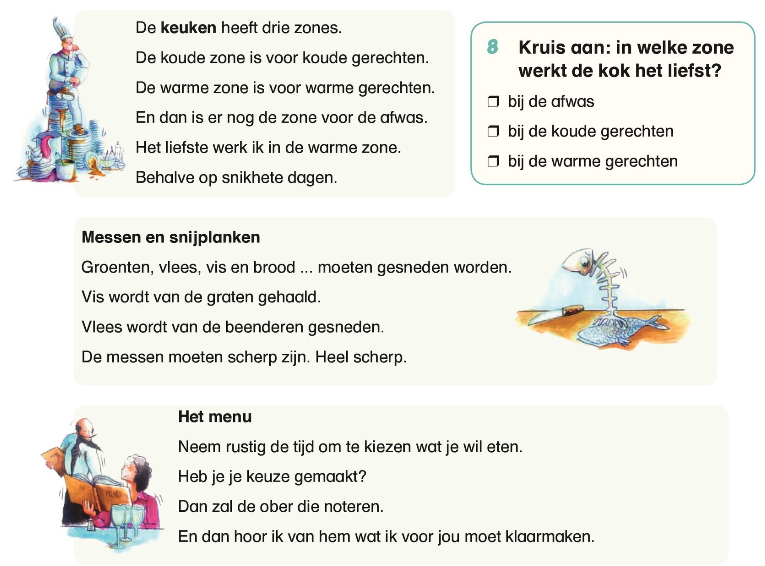 De keuken heeft drie zones.
De koude zone is voor koude gerechten.
De warme zone is voor warme gerechten.
En dan is er nog de zone voor de afwas.
Het liefste werk ik in de warme zone.
Behalve op snikhete dagen.
8 Kruis aan: in welke zone
werkt de kok het liefst?
❒ bij de afwas
❒ bij de koude gerechten
❒ bij de warme gerechten
Messen en snijplanken
Groenten, vlees, vis en brood ... moeten gesneden worden.
Vis wordt van de graten gehaald.
Vlees wordt van de beenderen gesneden.
De messen moeten scherp zijn. Heel scherp.
Het menu
Neem rustig de tijd om te kiezen wat je wil eten.
Heb je je keuze gemaakt?
Dan zal de ober die noteren.
En dan hoor ik van hem wat ik voor jou moet klaarmaken.